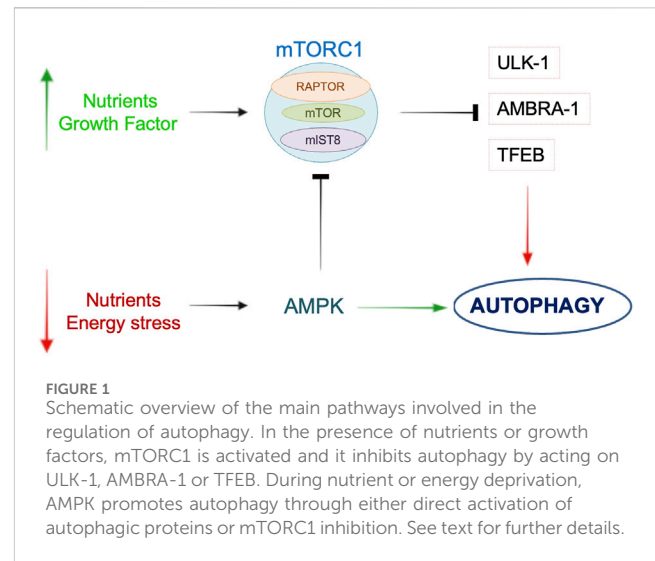 mTORC1
RAPTOR
mTOR
mIST8
Nutrients
Growth Factor
ULK-1
AMBRA-1
TFEB
Nutrients
Energy stress
AMPK
AUTOPHAGY
FIGURE 1
Schematic overview of the main pathways involved in the
regulation of autophagy. In the presence of nutrients or growth
factors, mTORC1 is activated and it inhibits autophagy by acting on
ULK-1, AMBRA-1 or TFEB. During nutrient or energy deprivation,
AMPK promotes autophagy through either direct activation of
autophagic proteins or mTORC1 inhibition. See text for further details.